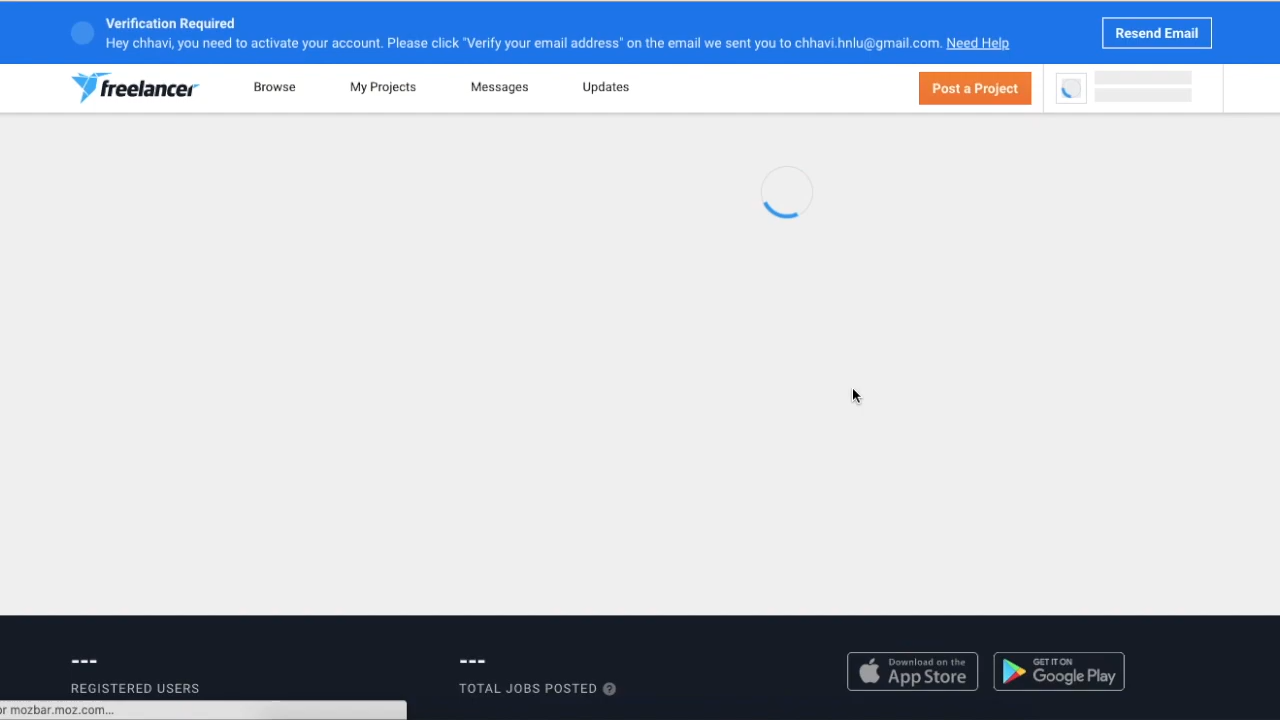 Verification Required
Hey chhavi, you need to activate your account. Please click "Verify your email address" on the email we sent you to chhavi.hnlu@gmail.com. Need Help
Resend Email
freelancer
Browse
My Projects
Messages
Updates
Post a Project
---
REGISTERED USERS
---
TOTAL JOBS POSTED ?
Download on the
App Store
GET IT ON
Google Play
or mozbar.moz.com...